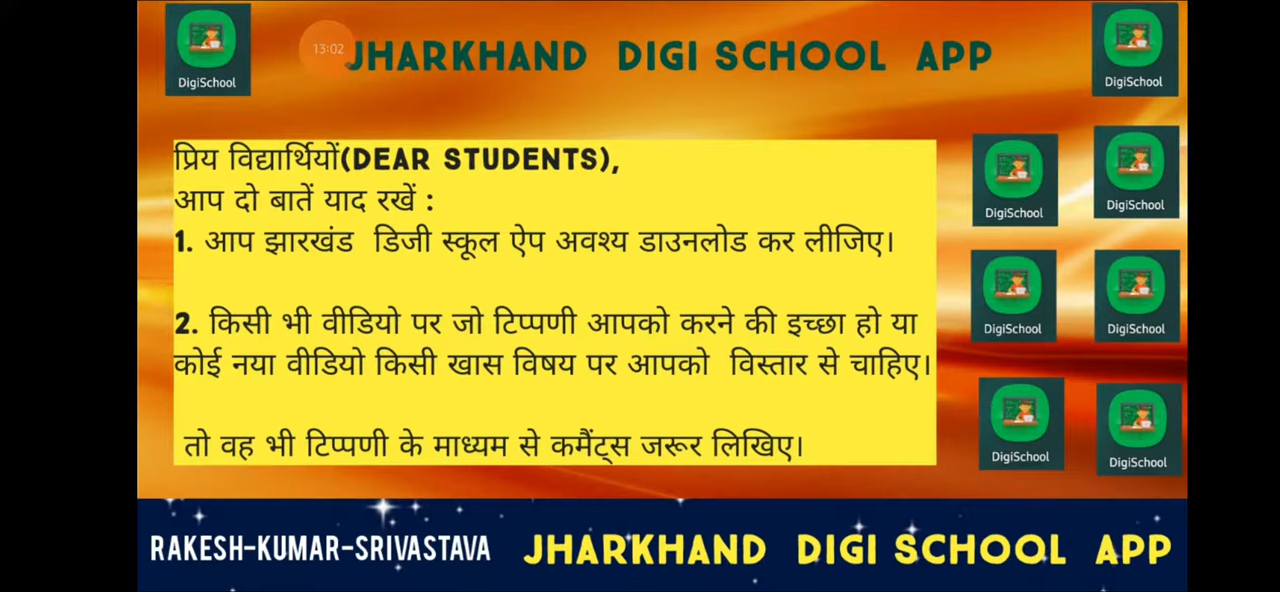 DigiSchool
13:02
JHARKHAND DIGI SCHOOL APP
DigiSchool
प्रिय विद्यार्थियों(DEAR STUDENTS),
आप दो बातें याद रखें :
1. आप झारखंड डिजी स्कूल ऐप अवश्य डाउनलोड कर लीजिए।
2. किसी भी वीडियो पर जो टिप्पणी आपको करने की इच्छा हो या
कोई नया वीडियो किसी खास विषय पर आपको विस्तार से चाहिए।
तो वह भी टिप्पणी के माध्यम से कमैंट्स जरूर लिखिए।
DigiSchool
DigiSchool
DigiSchool
DigiSchool
DigiSchool
DigiSchool
RAKESH-KUMAR-SRIVASTAVA
JHARKHAND DIGI SCHOOL APP